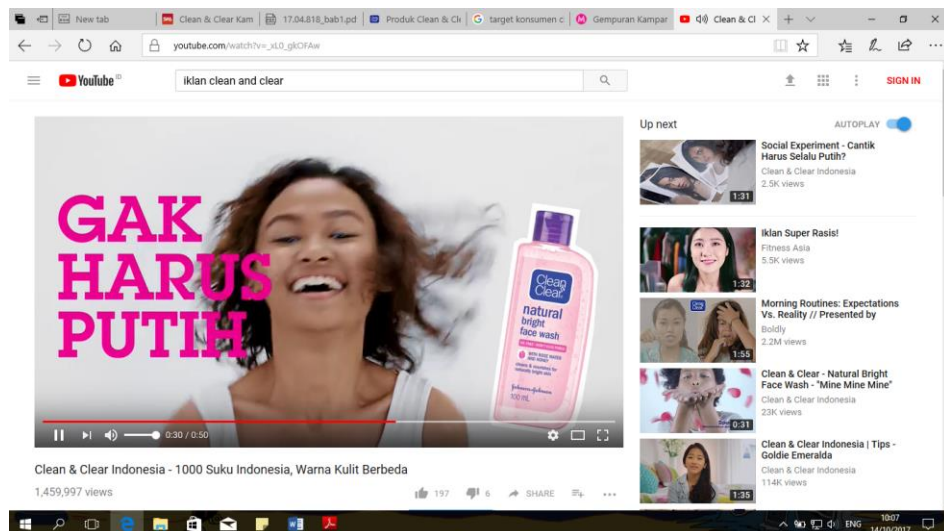 New tab
Clean & Clear Kam
17.04.818_bab1.pd
Produk Clean & Cl
target konsumen c
Gempuran Kampar
Clean & Cl
youtube.com/watch?v=_xL0_gkOFAw
YouTube ID
iklan clean and clear
SIGN IN
GAK
HARUS
PUTIH
Clean &
Clear
natural
bright
face wash
Johnson & Johnson
100 mL
0:30 / 0:50
Clean & Clear Indonesia - 1000 Suku Indonesia, Warna Kulit Berbeda
1,459,997 views
197
6
SHARE
Up next
AUTOPLAY
Social Experiment - Cantik
Harus Selalu Putih?
Clean & Clear Indonesia
2.5K views
1:31
Iklan Super Rasis!
Fitness Asia
5.5K views
1:32
Morning Routines: Expectations
Vs. Reality // Presented by
Boldly
2.2M views
1:55
Clean & Clear - Natural Bright
Face Wash - "Mine Mine Mine"
Clean & Clear Indonesia
23K views
0:31
Clean & Clear Indonesia | Tips -
Goldie Emeralda
Clean & Clear Indonesia
114K views
1:35
ENG
10:07
14/10/2017